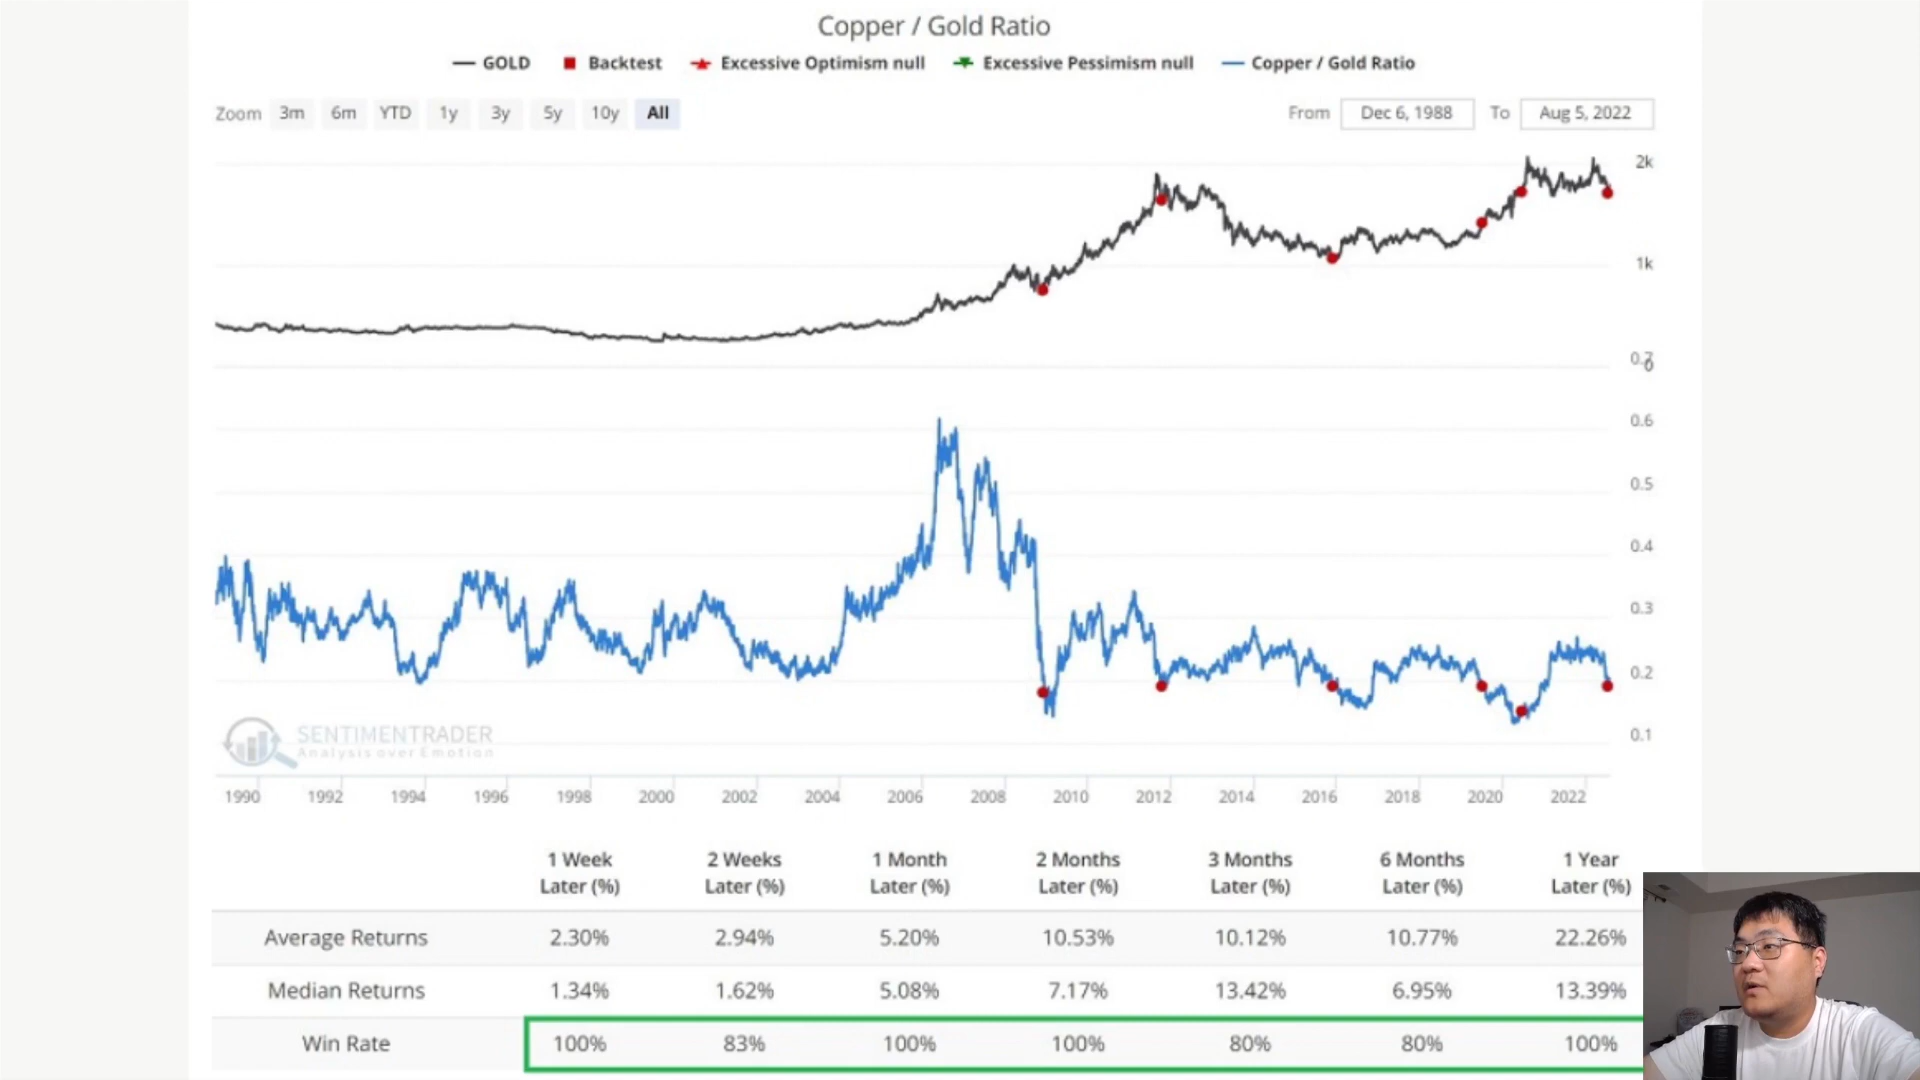 Copper / Gold Ratio
GOLD Backtest Excessive Optimism null Excessive Pessimism null Copper / Gold Ratio
Zoom 3m 6m YTD 1y 3y 5y 10y All From Dec 6, 1988 To Aug 5, 2022
2k
1k
0.7
0
0.6
0.5
0.4
0.3
0.2
0.1
SENTIMENTRADER
Analysis over Emotion
1990 1992 1994 1996 1998 2000 2002 2004 2006 2008 2010 2012 2014 2016 2018 2020 2022
1 Week 2 Weeks 1 Month 2 Months 3 Months 6 Months 1 Year
Later (%) Later (%) Later (%) Later (%) Later (%) Later (%) Later (%)
Average Returns 2.30% 2.94% 5.20% 10.53% 10.12% 10.77% 22.26%
Median Returns 1.34% 1.62% 5.08% 7.17% 13.42% 6.95% 13.39%
Win Rate 100% 83% 100% 100% 80% 80% 100%